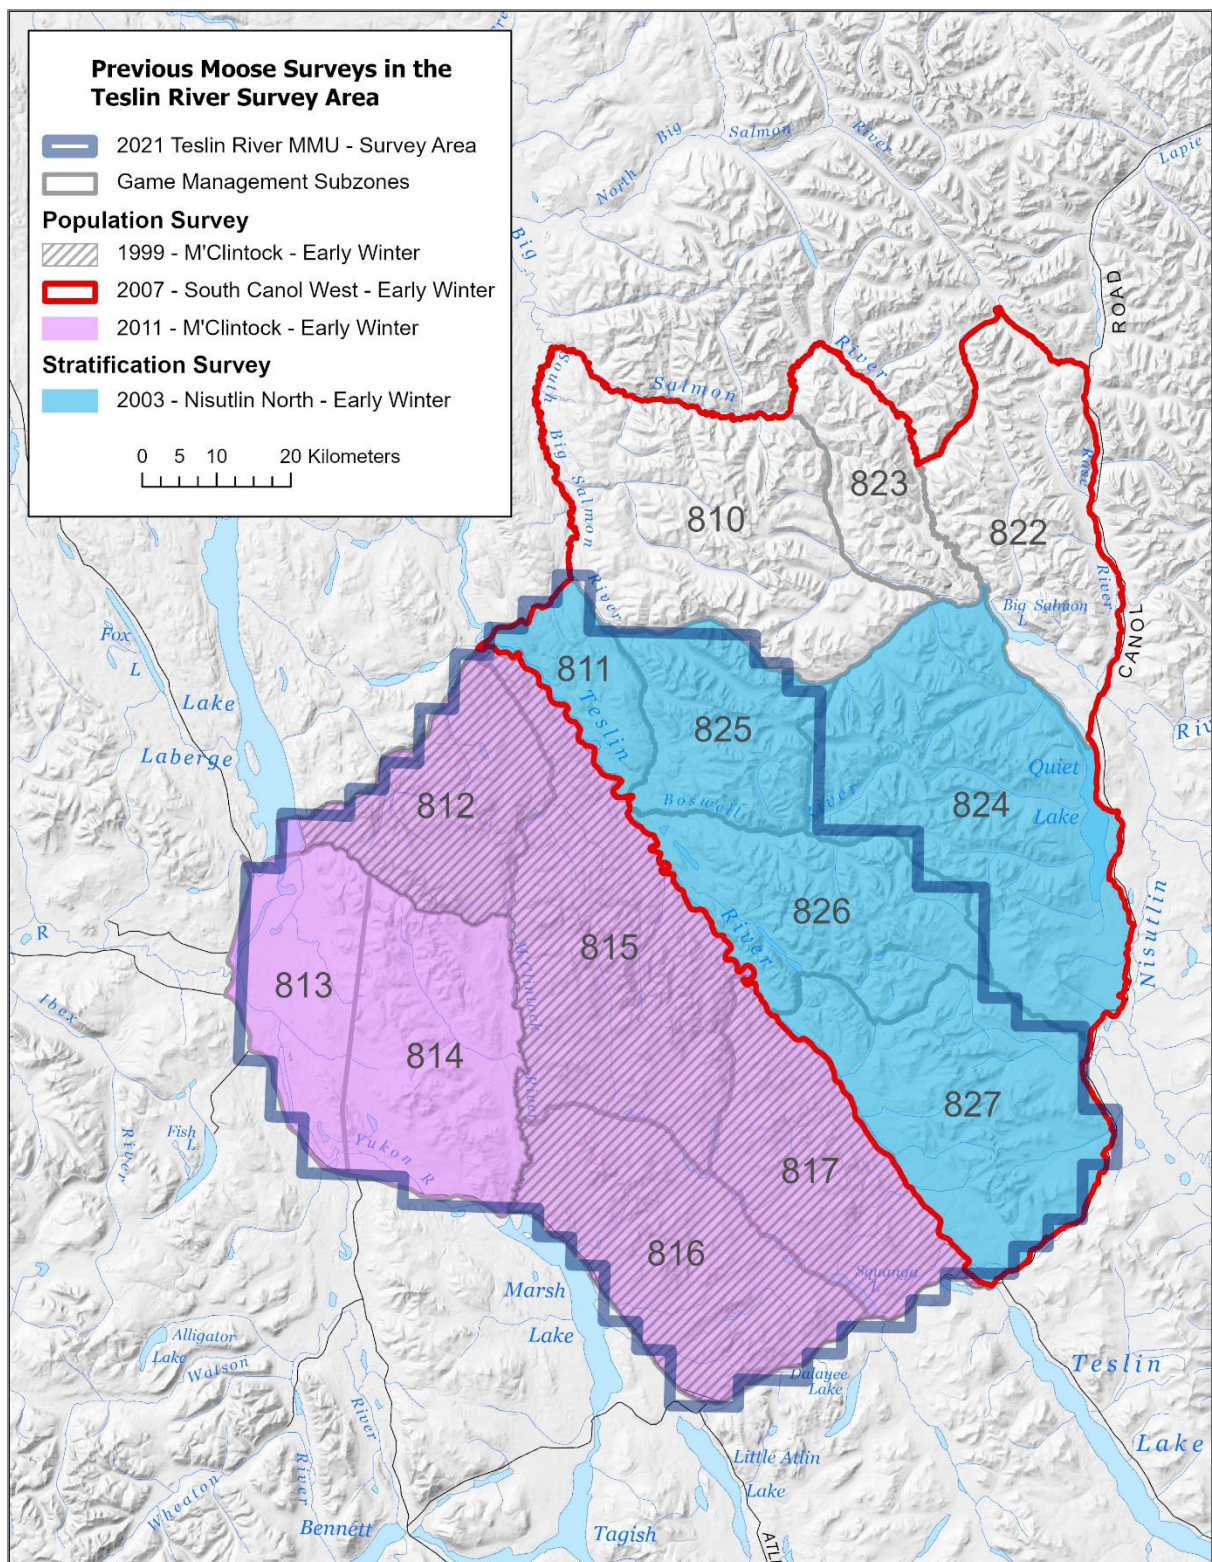 Previous Moose Surveys in the
Teslin River Survey Area
2021 Teslin River MMU - Survey Area
Game Management Subzones
Population Survey
1999 - M'Clintock - Early Winter
2007 - South Canol West - Early Winter
2011 - M'Clintock - Early Winter
Stratification Survey
2003 - Nisutlin North - Early Winter
0 5 10 20 Kilometers
North Big Salmon River
Lapie
Big
ROAD
South Big Salmon River
Salmon
River
Rose River
810
823
822
Big Salmon
L
CANOL
Fox
L
Lake
Laberge
811
Teslin
825
Riv
Quiet
Lake
824
812
Boswell River
Nisutlin
826
River
R
815
M'Clintock River
813
Ibex
River
814
827
Fish
L
Yukon R
817
816
Squanga
L
Marsh
Lake
Alligator
Lake
Watson
River
Dalayee
Lake
Teslin
Lake
Little Atlin
Lake
Wheaton
River
Bennett
Tagish
ATLI